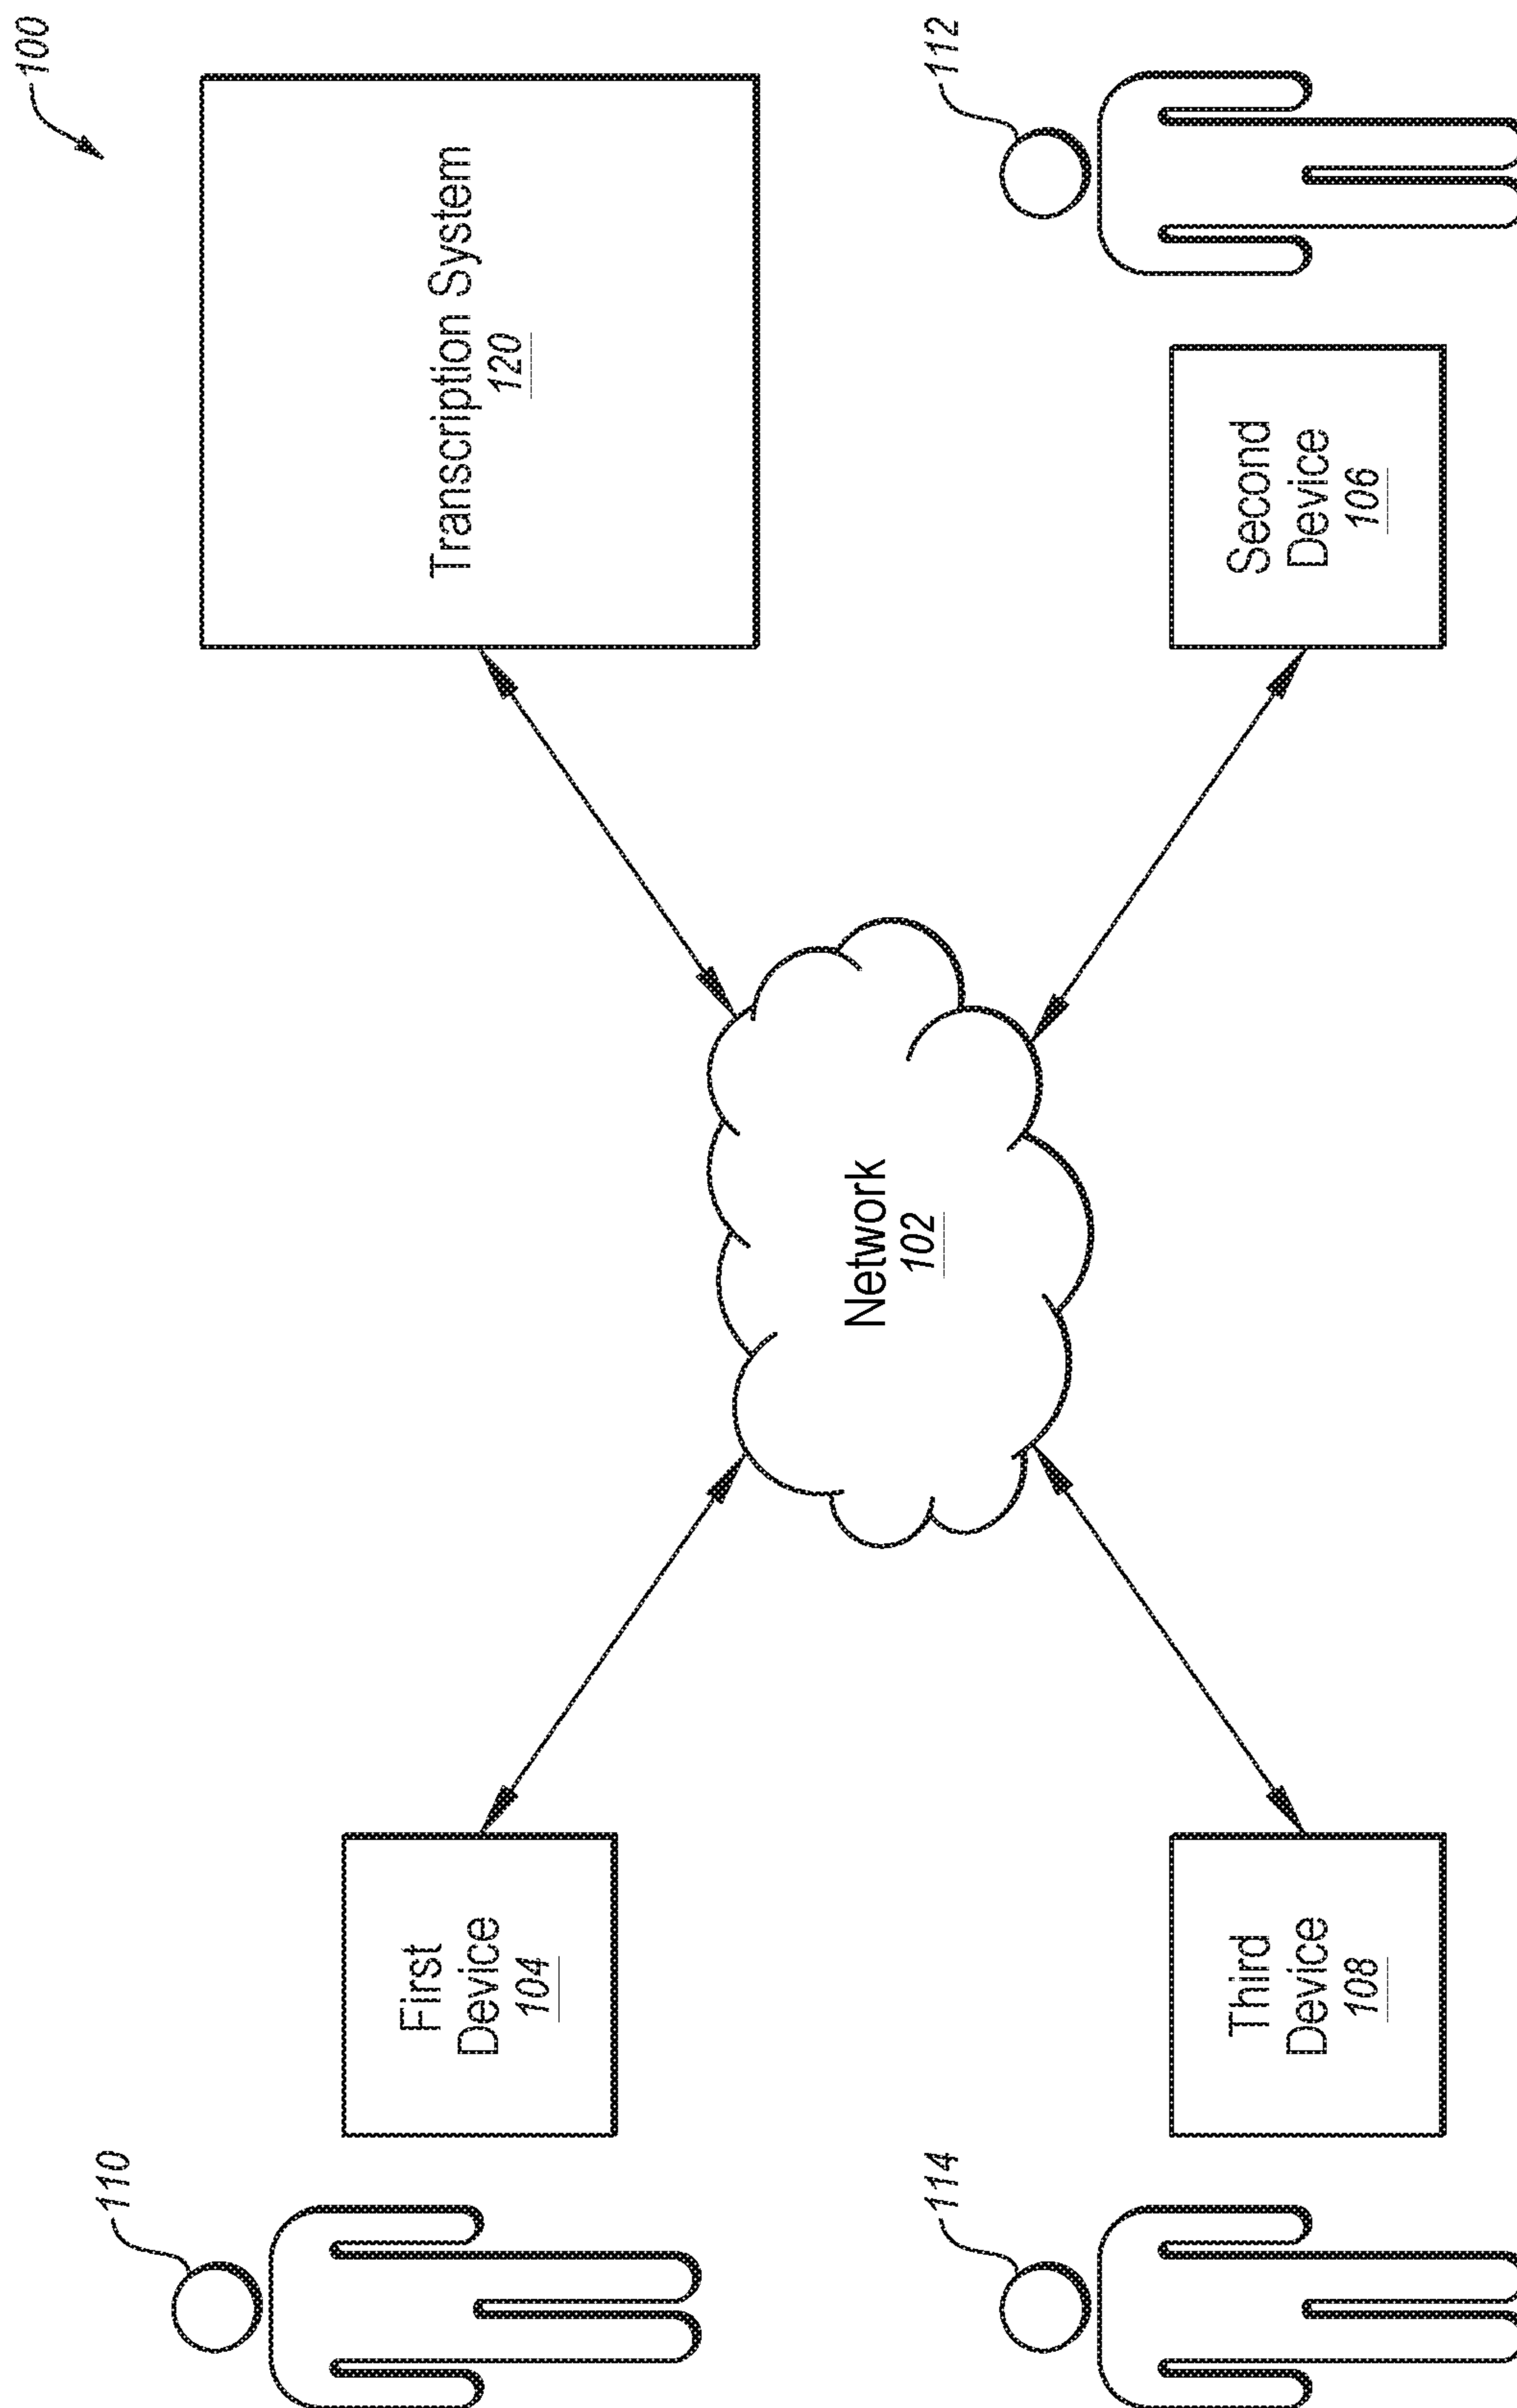 100
110
First
Device
104
Transcription System
120
Network
102
114
Third
Device
108
112
Second
Device
106